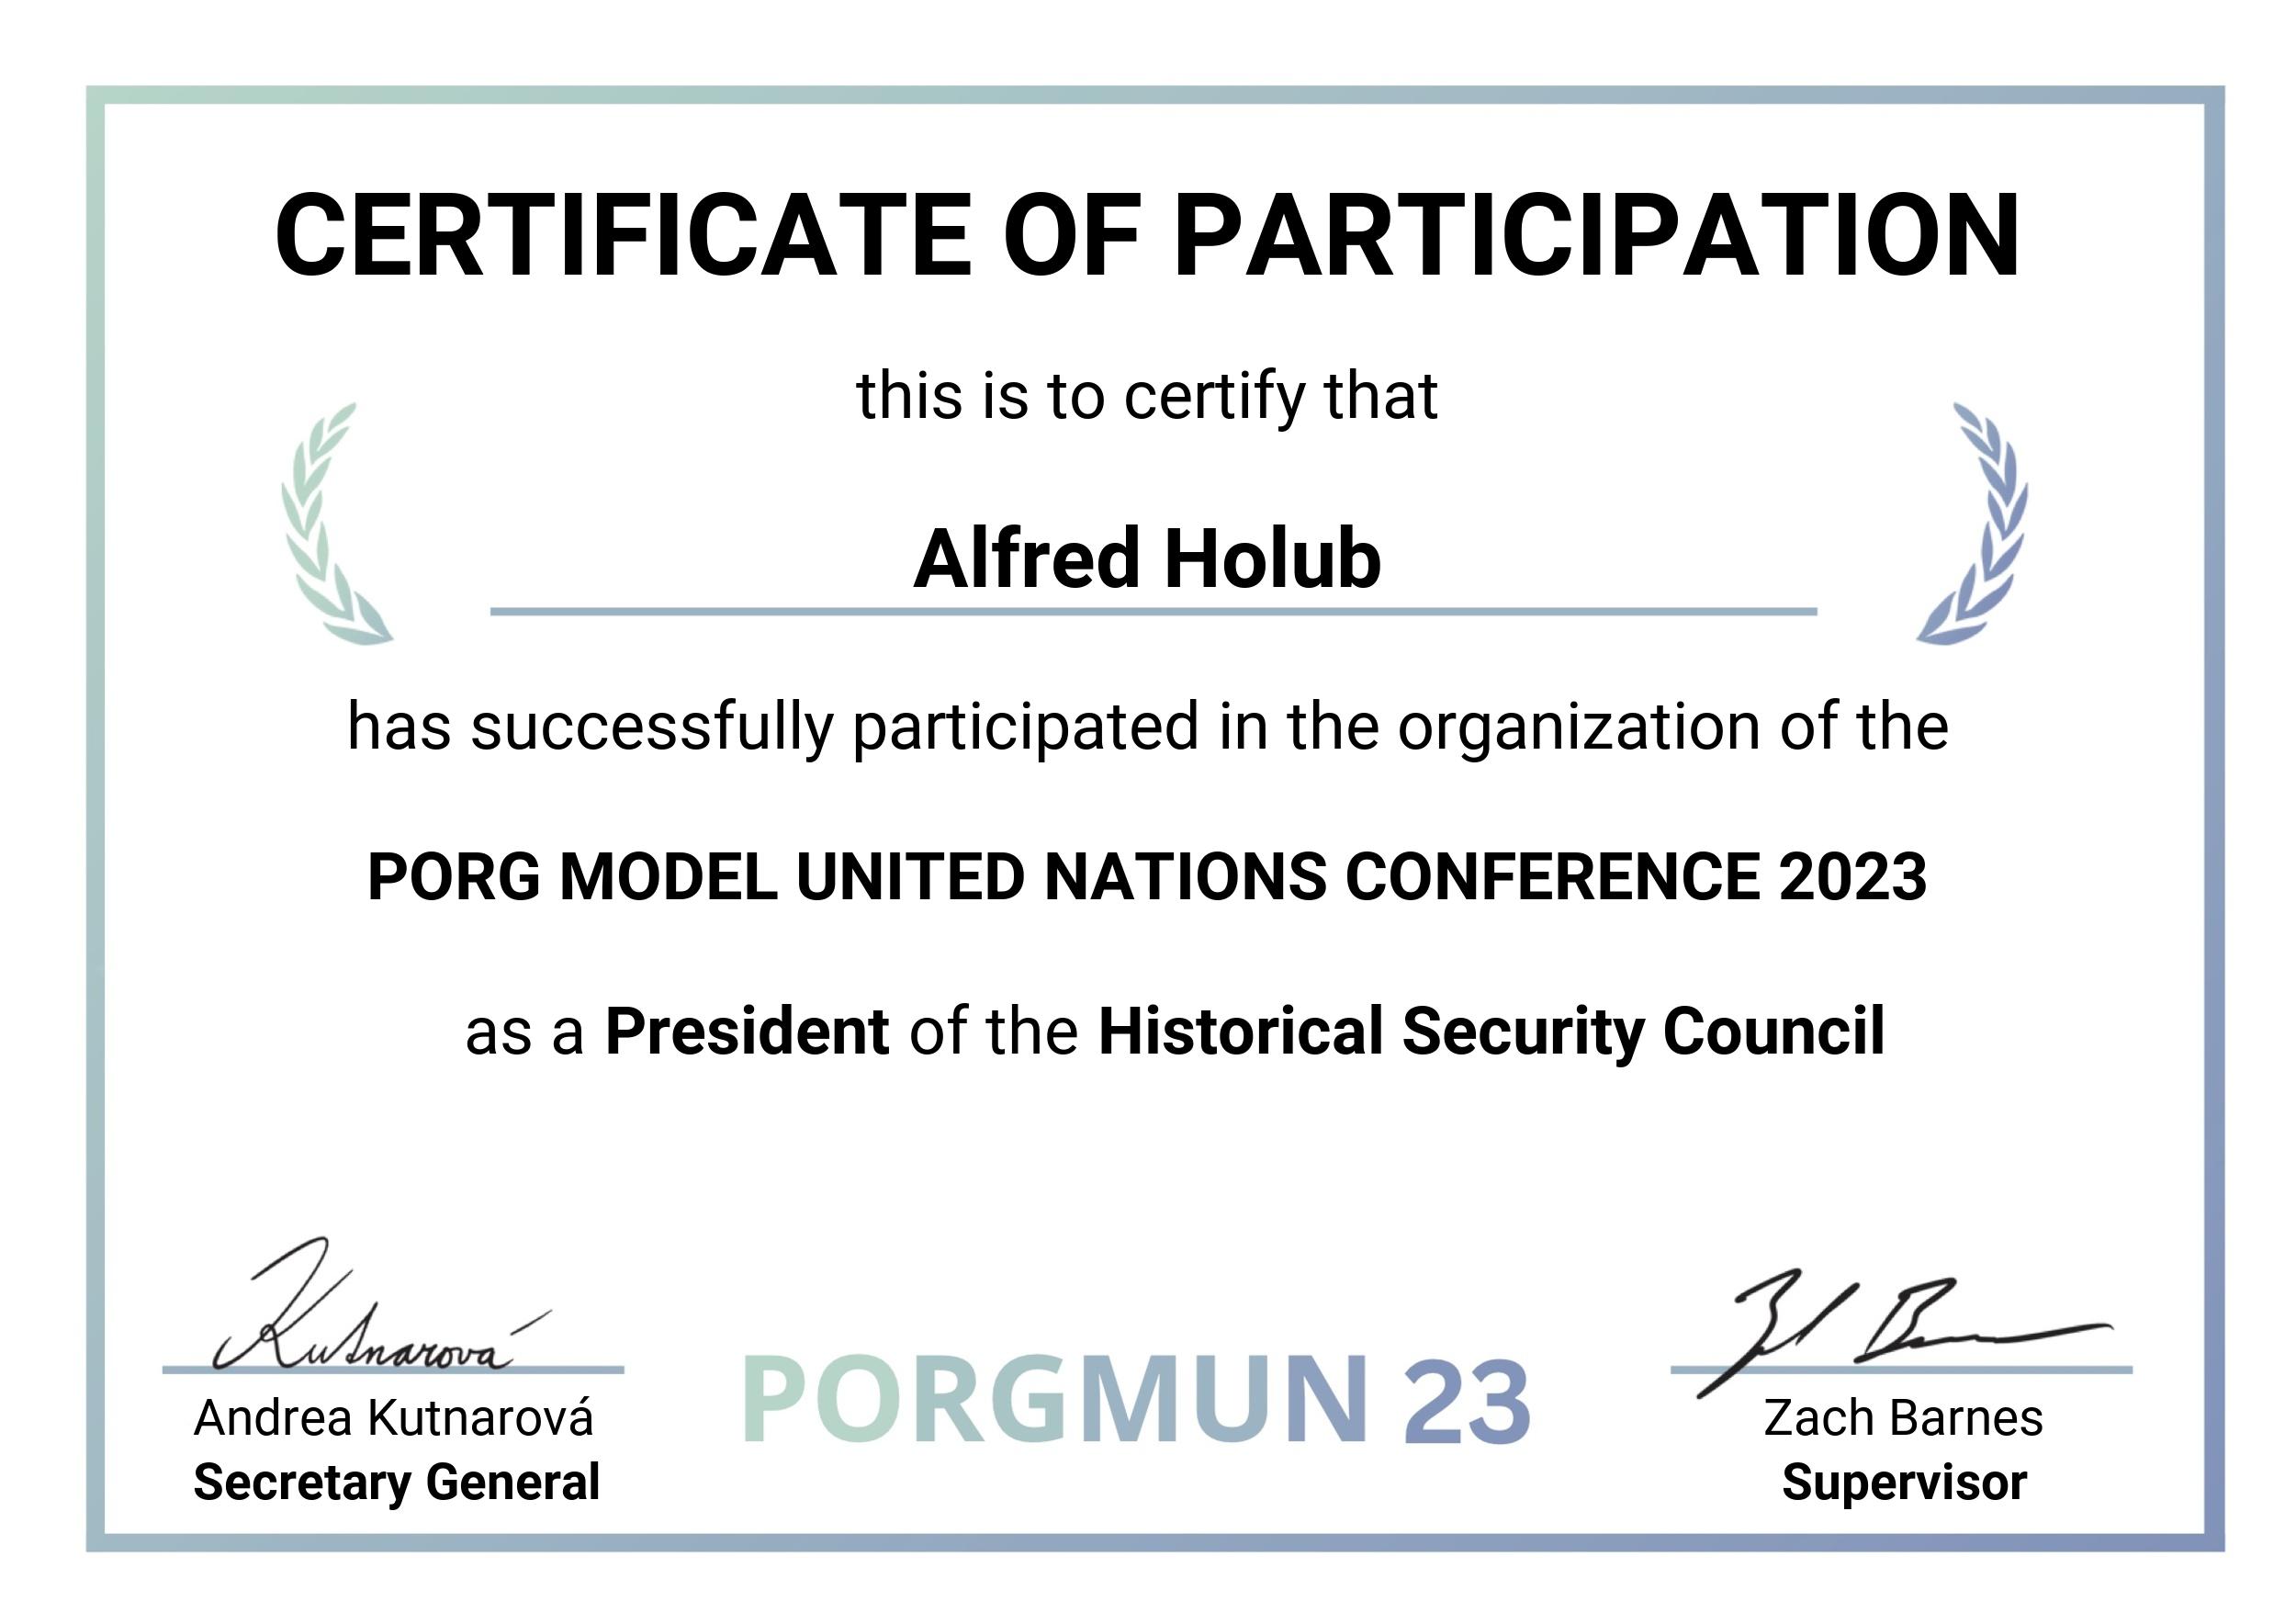 CERTIFICATE OF PARTICIPATION
this is to certify that
Alfred Holub
has successfully participated in the organization of the
PORG MODEL UNITED NATIONS CONFERENCE 2023
as a President of the Historical Security Council
Kutnarová
Andrea Kutnarová
Secretary General
PORGMUN 23
Zach Barnes
Supervisor